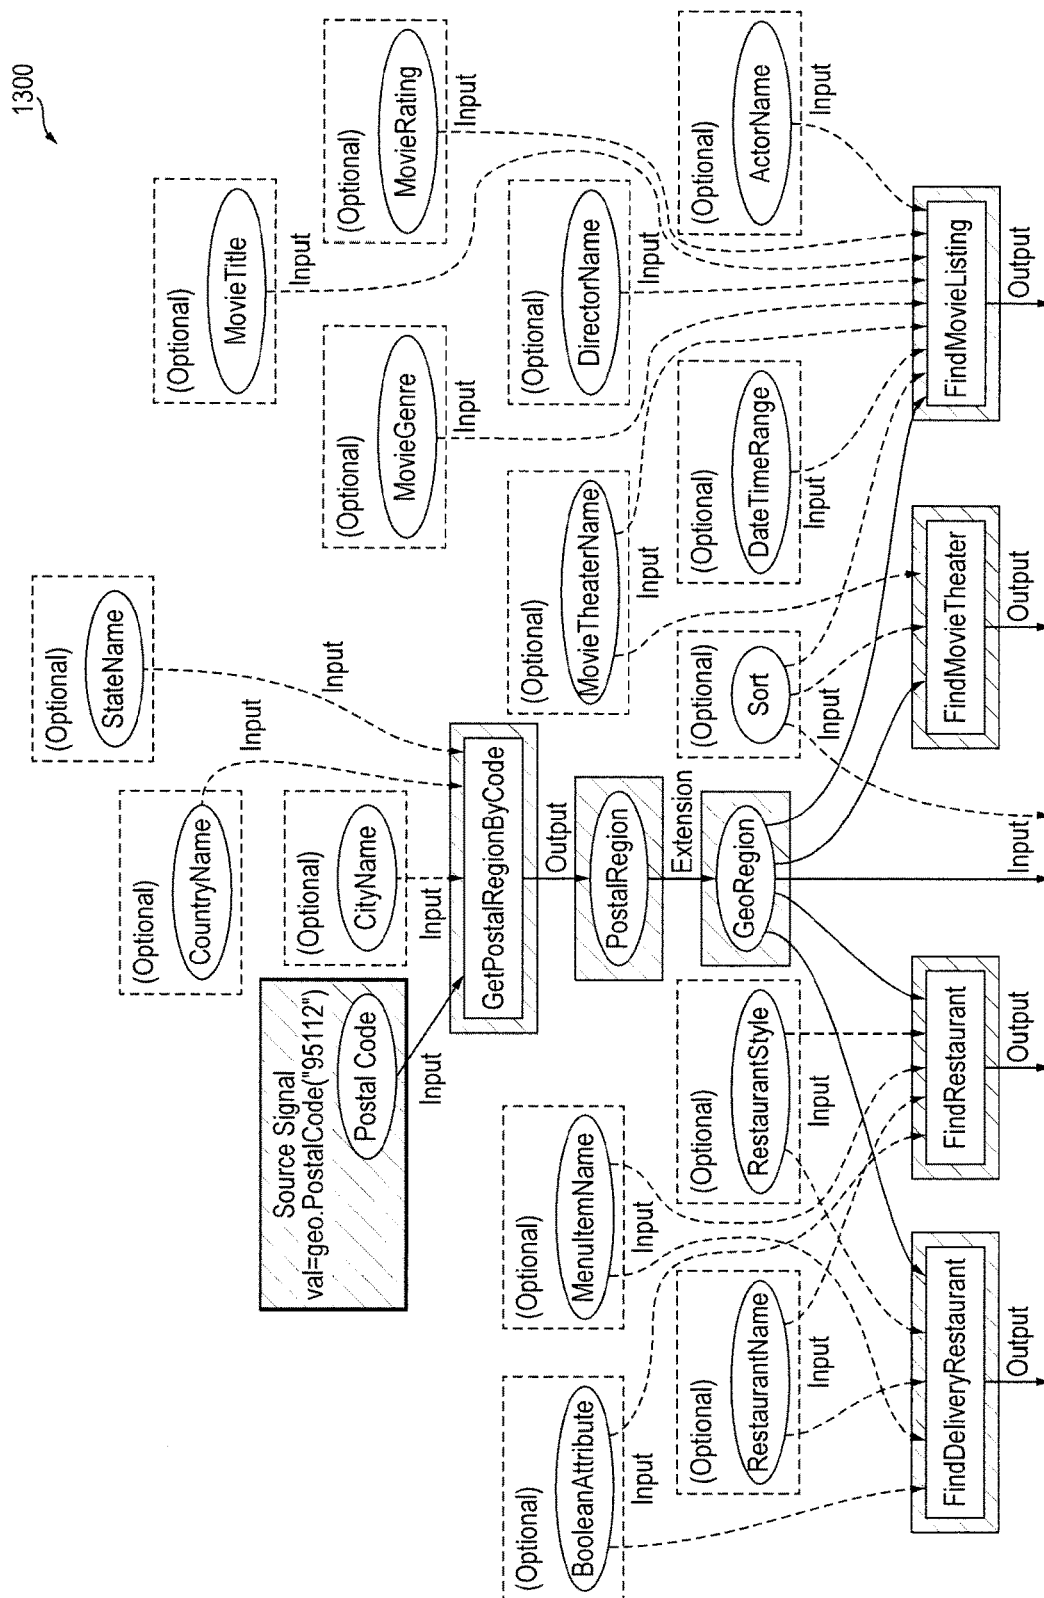 1300
(Optional)
StateName
Input
(Optional)
CountryName
Input
(Optional)
CityName
Input
Source Signal
val=geo.PostalCode("95112")
Postal Code
Input
GetPostalRegionByCode
Output
PostalRegion
Extension
GeoRegion
Input
(Optional)
MovieTitle
Input
(Optional)
MovieRating
Input
(Optional)
MovieGenre
Input
(Optional)
DirectorName
Input
(Optional)
MovieTheaterName
Input
(Optional)
ActorName
Input
(Optional)
DateTimeRange
Input
(Optional)
Sort
Input
(Optional)
BooleanAttribute
Input
(Optional)
MenuItemName
Input
(Optional)
RestaurantName
Input
(Optional)
RestaurantStyle
Input
FindDeliveryRestaurant
Output
FindRestaurant
Output
FindMovieTheater
Output
FindMovieListing
Output